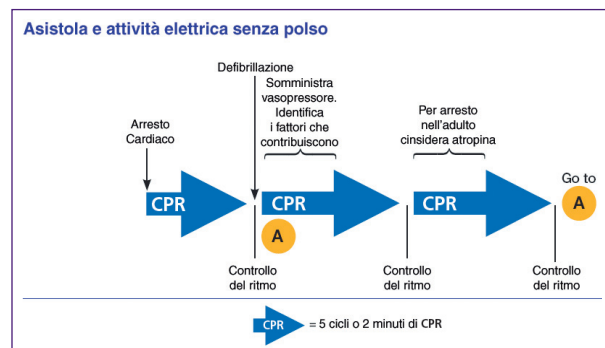 Asistola e attività elettrica senza polso
Defibrillazione
Somministra
vasopressore.
Identifica
i fattori che
contribuiscono
Arresto
Cardiaco
Per arresto
nell'adulto
cinsidera atropina
Go to
A
CPR
CPR
CPR
A
Controllo
del ritmo
Controllo
del ritmo
Controllo
del ritmo
CPR = 5 cicli o 2 minuti di CPR